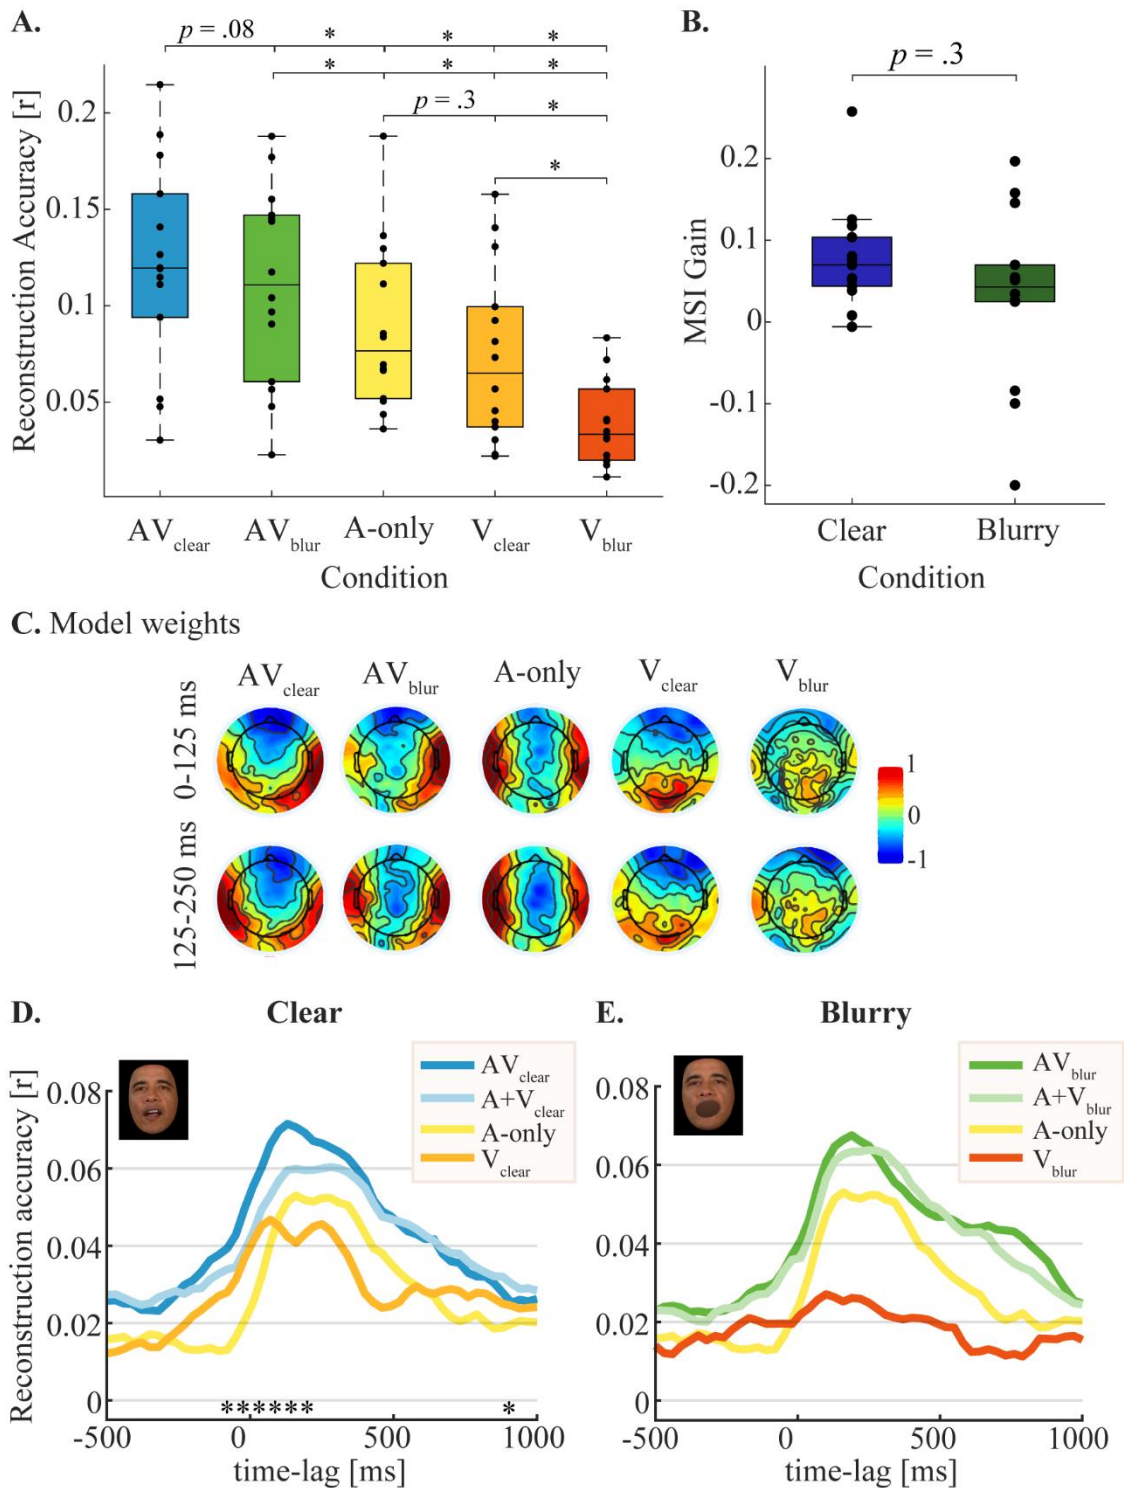 A.
p = .08 * * *
* * *
p = .3 *
*
Reconstruction Accuracy [r]
0.2
0.15
0.1
0.05
AVclear AVblur A-only Vclear Vblur
Condition
B.
p = .3
MSI Gain
0.2
0.1
0
-0.1
-0.2
Clear Blurry
Condition
C. Model weights
AVclear AVblur A-only Vclear Vblur
0-125 ms
125-250 ms
1
0
-1
D. Clear
AVclear
A+Vclear
A-only
Vclear
Reconstruction accuracy [r]
0.08
0.06
0.04
0.02
0
****** *
-500 0 500 1000
time-lag [ms]
E. Blurry
AVblur
A+Vblur
A-only
Vblur
0.08
0.06
0.04
0.02
0
-500 0 500 1000
time-lag [ms]